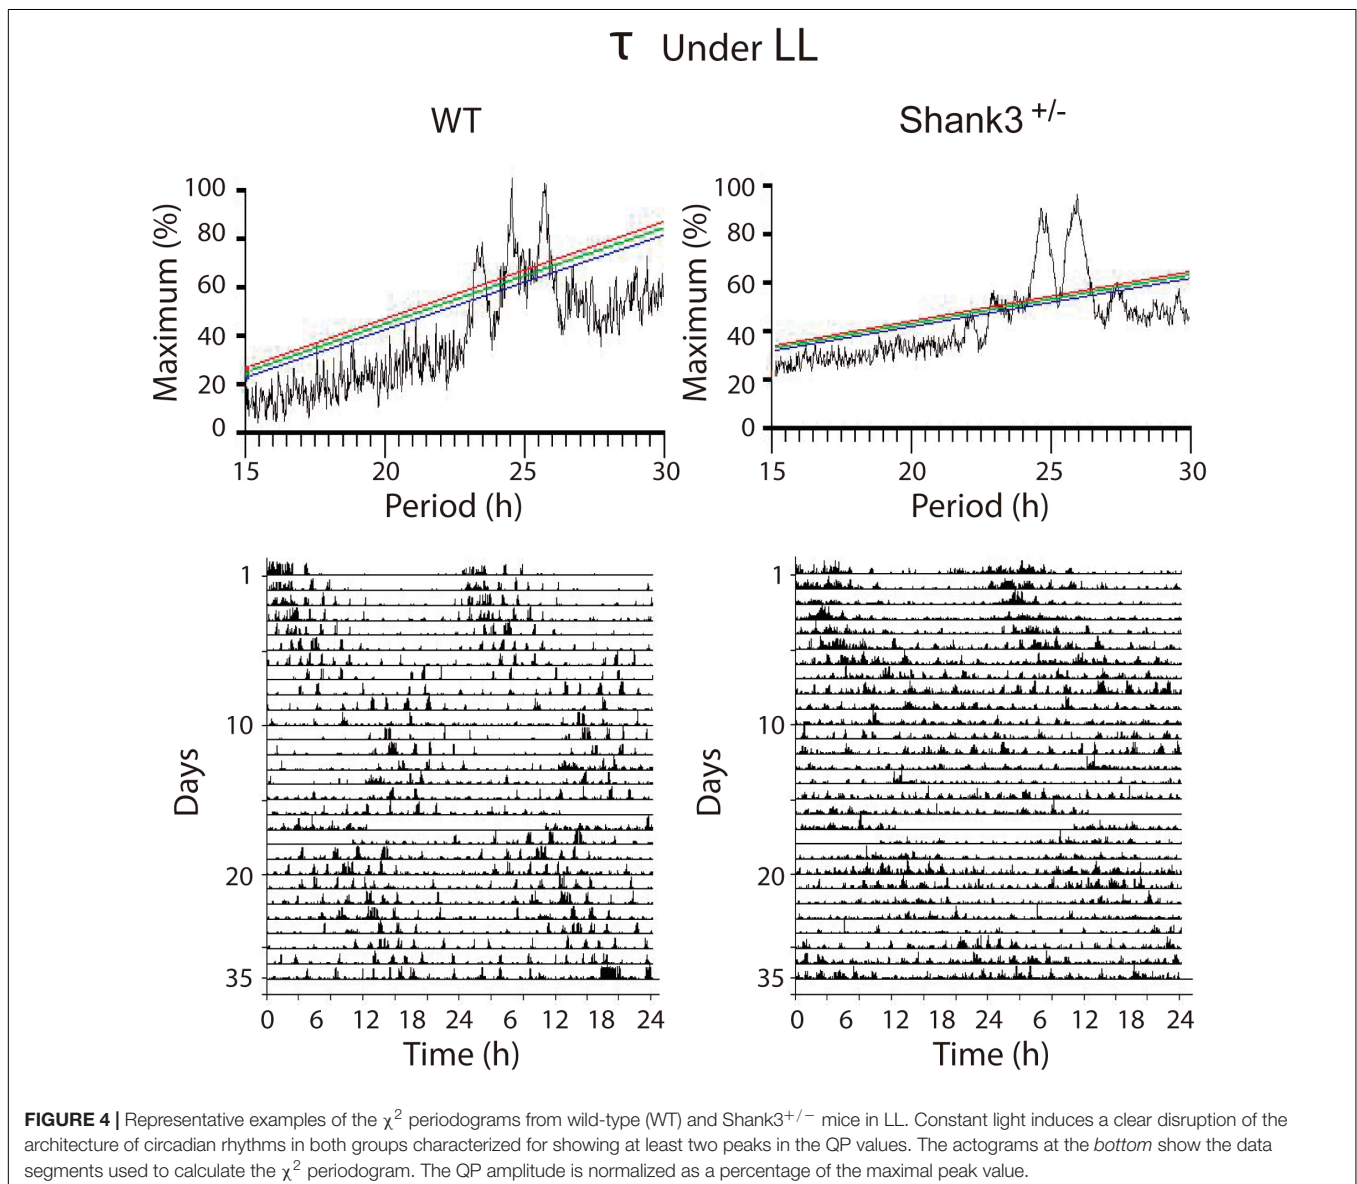 τ Under LL
WT
Shank3 +/-
Maximum (%)
100
80
60
40
20
0
15 20 25 30
Period (h)
Maximum (%)
100
80
60
40
20
0
15 20 25 30
Period (h)
Days
1
10
20
35
0 6 12 18 24 6 12 18 24
Time (h)
Days
1
10
20
35
0 6 12 18 24 6 12 18 24
Time (h)
FIGURE 4 | Representative examples of the χ2 periodograms from wild-type (WT) and Shank3+/− mice in LL. Constant light induces a clear disruption of the
architecture of circadian rhythms in both groups characterized for showing at least two peaks in the QP values. The actograms at the bottom show the data
segments used to calculate the χ2 periodogram. The QP amplitude is normalized as a percentage of the maximal peak value.